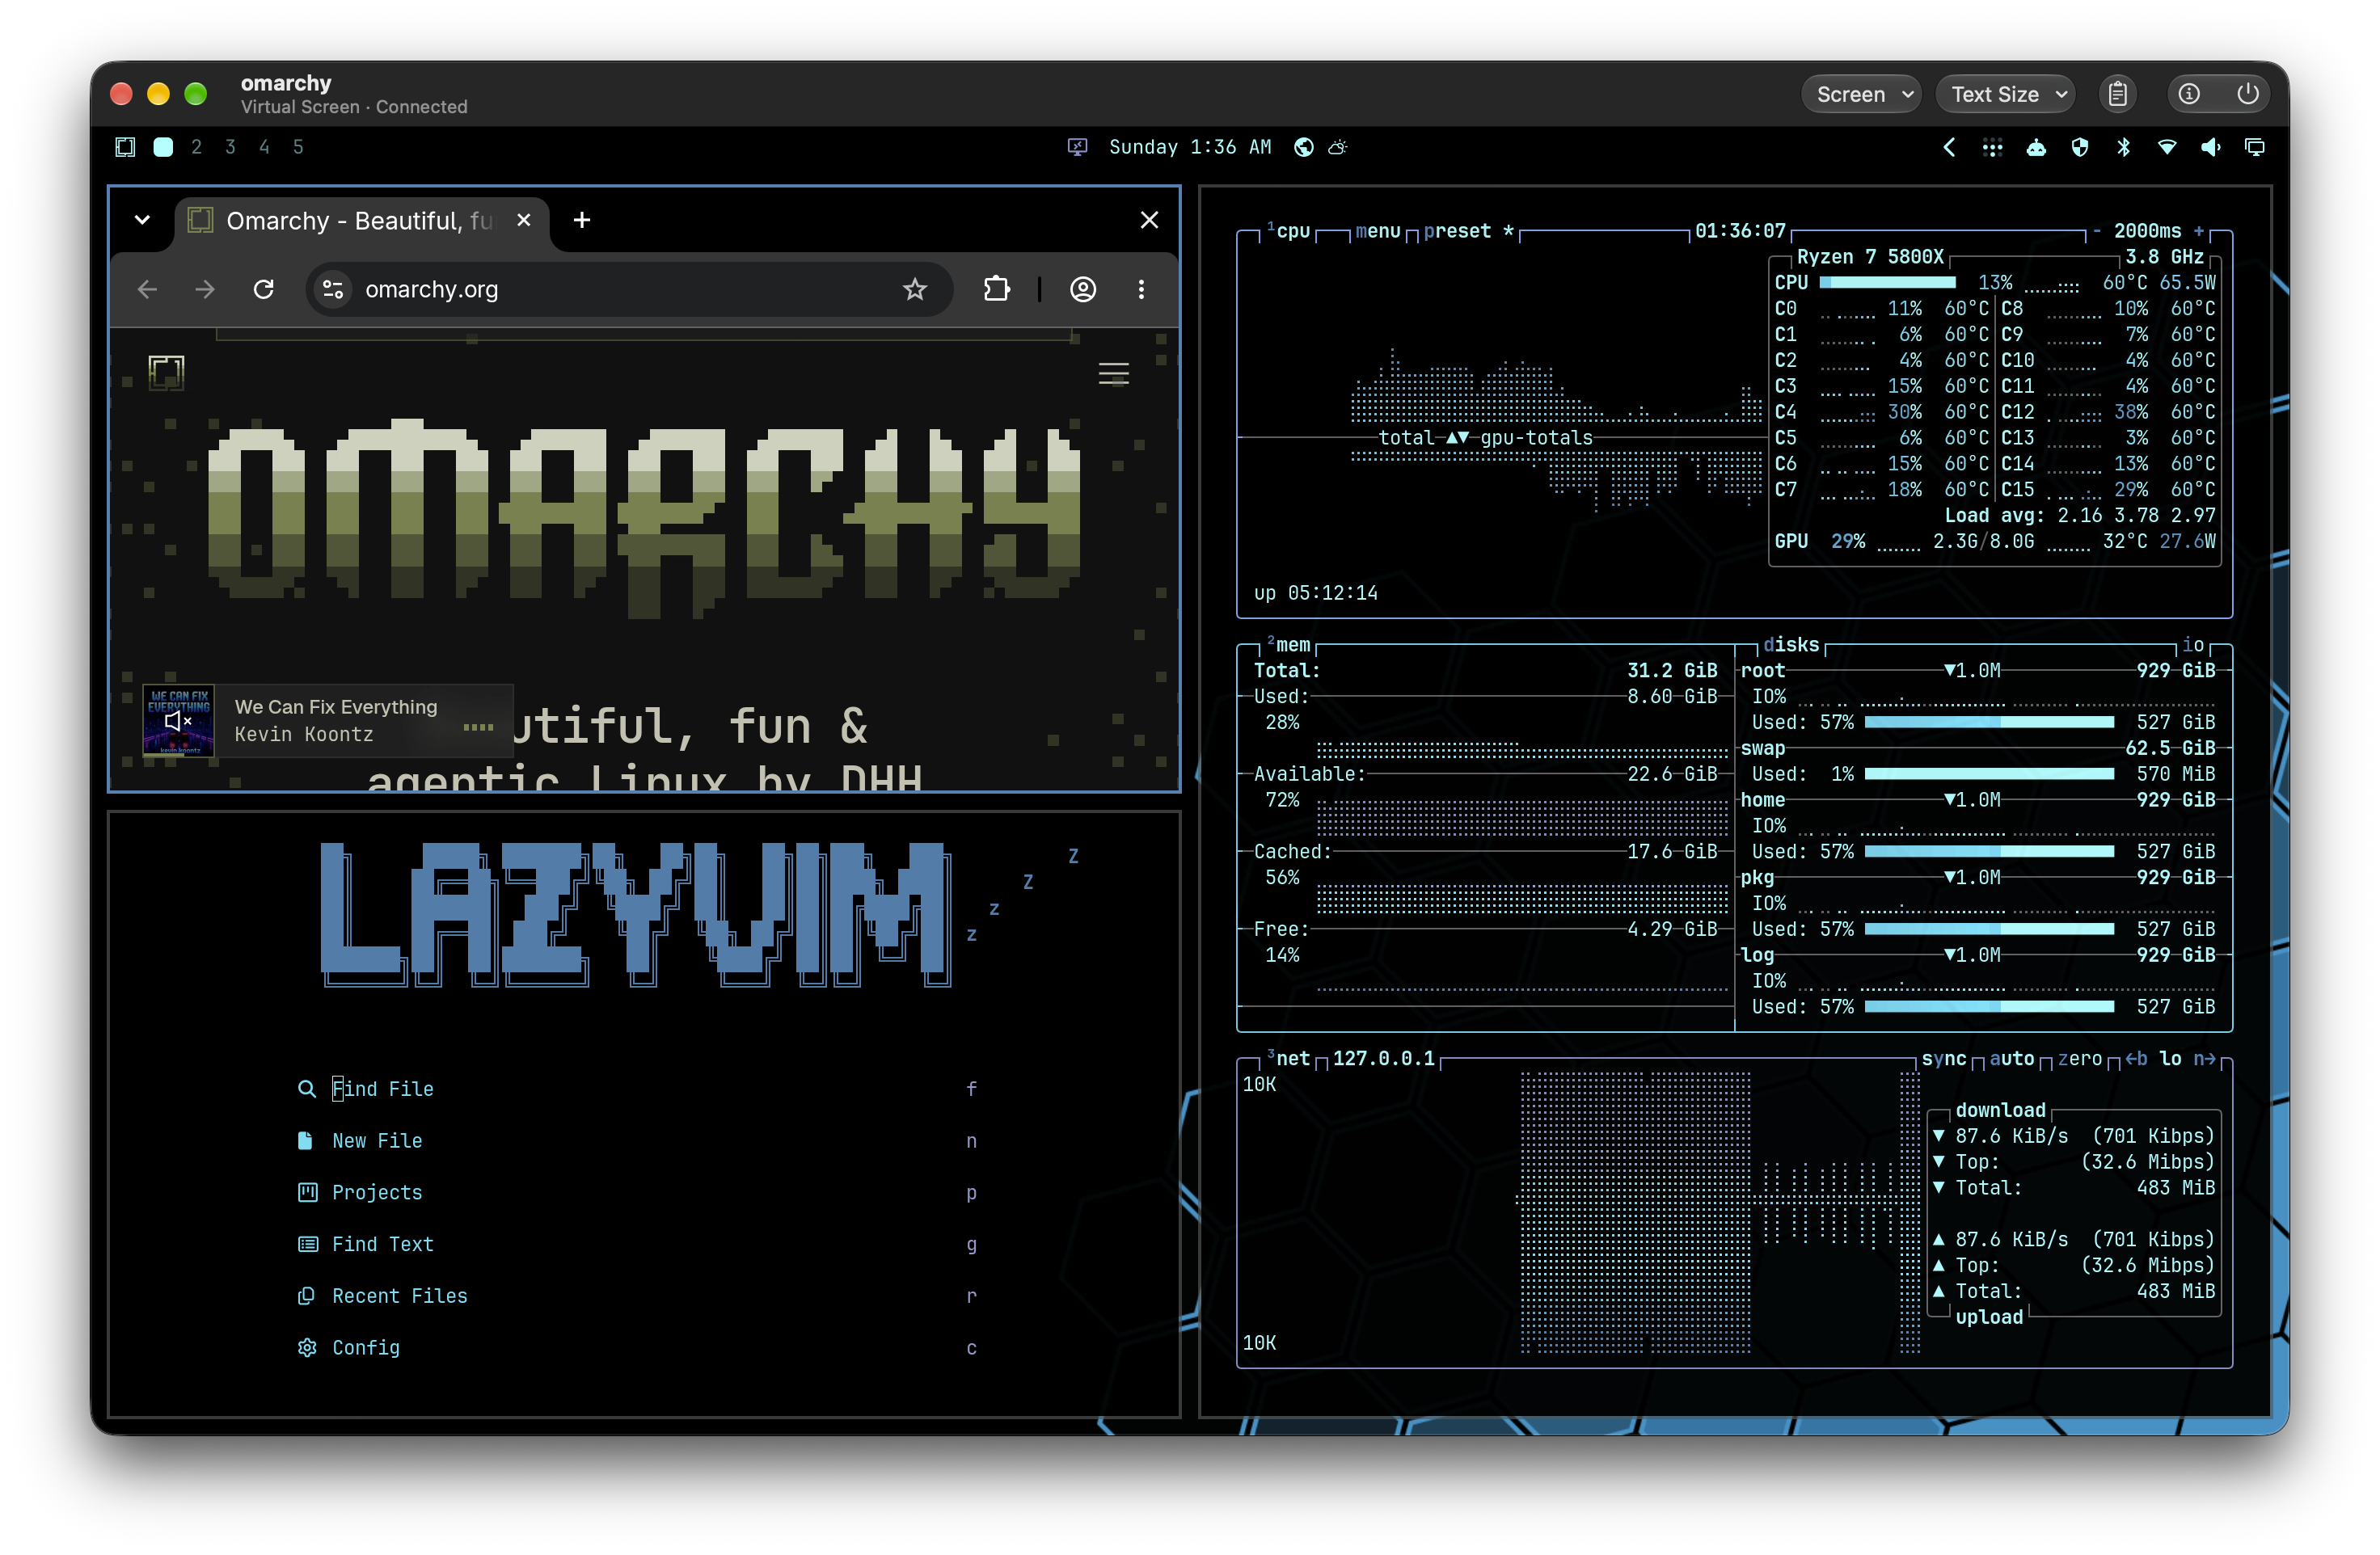 omarchy
Virtual Screen · Connected
Screen
Text Size
2 3 4 5
Sunday 1:36 AM
Omarchy - Beautiful, fu
omarchy.org
OMARCHY
We Can Fix Everything
Kevin Koontz
WE CAN FIX
EVERYTHING
kevin koontz
utiful, fun &
agentic Linux by DHH
LAZYVIM
Z
Z
z
z
Find File f
New File n
Projects p
Find Text g
Recent Files r
Config c
1cpu menu preset * 01:36:07 - 2000ms +
Ryzen 7 5800X 3.8 GHz
CPU 13% 60°C 65.5W
C0 11% 60°C C8 10% 60°C
C1 6% 60°C C9 7% 60°C
C2 4% 60°C C10 4% 60°C
C3 15% 60°C C11 4% 60°C
C4 30% 60°C C12 38% 60°C
total ▲▼ gpu-totals
C5 6% 60°C C13 3% 60°C
C6 15% 60°C C14 13% 60°C
C7 18% 60°C C15 29% 60°C
Load avg: 2.16 3.78 2.97
GPU 29% 2.3G/8.0G 32°C 27.6W
up 05:12:14
2mem
Total: 31.2 GiB
Used: 8.60 GiB
28%
Available: 22.6 GiB
72%
Cached: 17.6 GiB
56%
Free: 4.29 GiB
14%
disks io
root ▼1.0M 929 GiB
IO%
Used: 57% 527 GiB
swap 62.5 GiB
Used: 1% 570 MiB
home ▼1.0M 929 GiB
IO%
Used: 57% 527 GiB
pkg ▼1.0M 929 GiB
IO%
Used: 57% 527 GiB
log ▼1.0M 929 GiB
IO%
Used: 57% 527 GiB
3net 127.0.0.1 sync auto zero ←b lo n→
10K
download
▼ 87.6 KiB/s (701 Kibps)
▼ Top: (32.6 Mibps)
▼ Total: 483 MiB
▲ 87.6 KiB/s (701 Kibps)
▲ Top: (32.6 Mibps)
▲ Total: 483 MiB
upload
10K